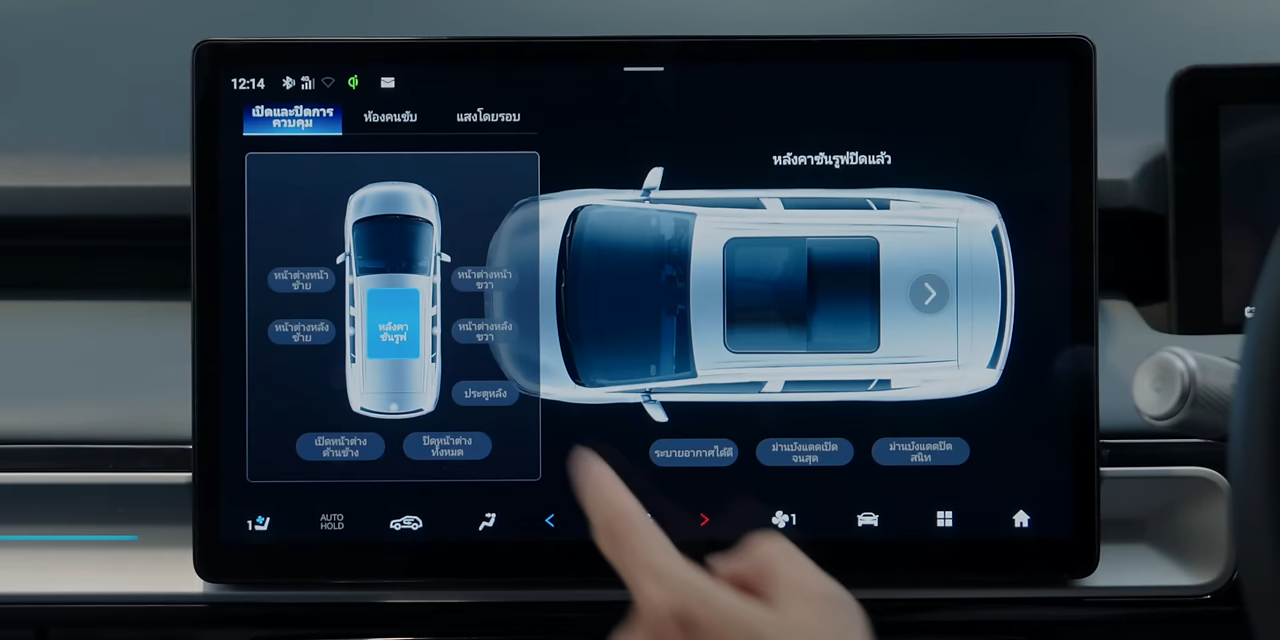 12:14
4G
เปิดและปิดการ
ควบคุม
ห้องคนขับ
แสงโดยรอบ
หลังคาซันรูฟปิดแล้ว
หน้าต่างหน้า
ซ้าย
หน้าต่างหน้า
ขวา
หน้าต่างหลัง
ซ้าย
หลังคา
ซันรูฟ
หน้าต่างหลัง
ขวา
ประตูหลัง
เปิดหน้าต่าง
ด้านข้าง
ปิดหน้าต่าง
ทั้งหมด
ระบายอากาศได้ดี
ม่านบังแดดเปิด
จนสุด
ม่านบังแดดปิด
สนิท
1
AUTO
HOLD
1